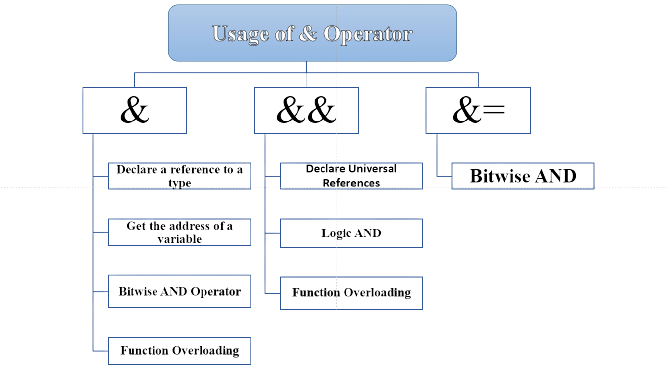 Usage of & Operator
&
&&
&=
Declare a reference to a
type
Get the address of a
variable
Bitwise AND Operator
Function Overloading
Declare Universal
References
Logic AND
Function Overloading
Bitwise AND